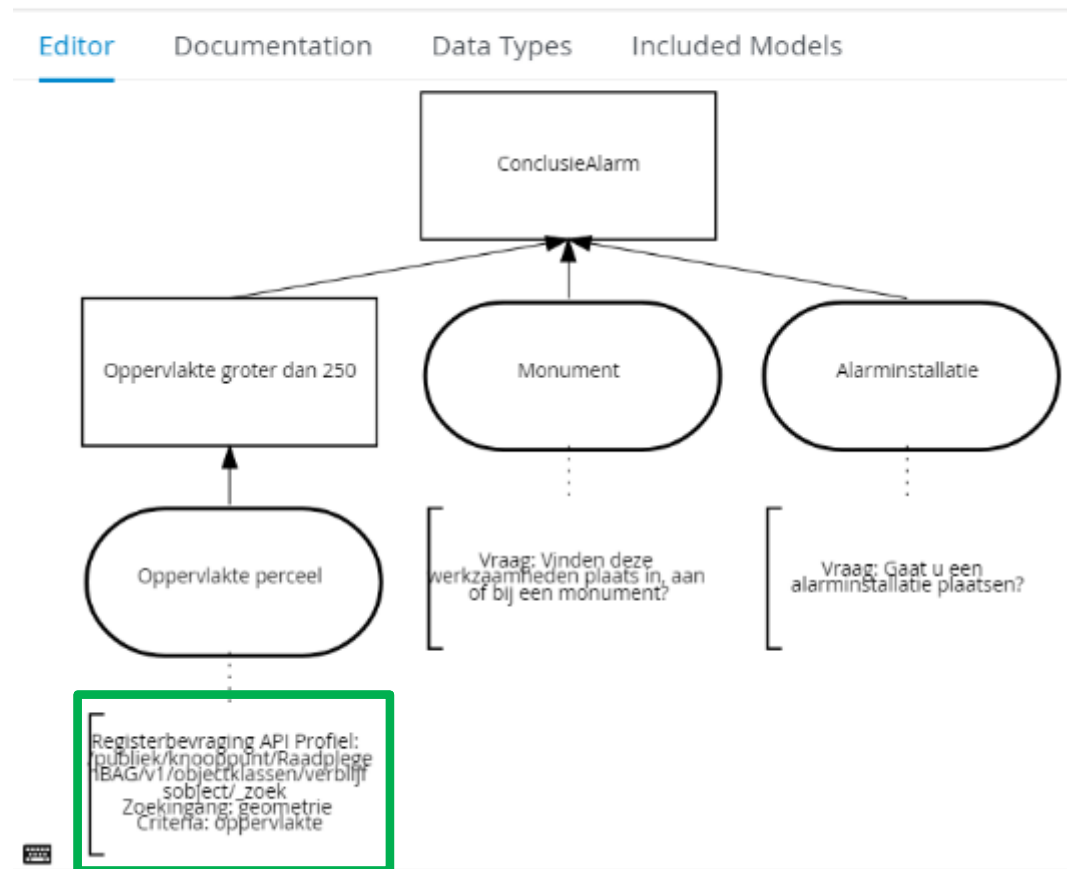 Editor Documentation Data Types Included Models
ConclusieAlarm
Oppervlakte groter dan 250
Monument
Alarminstallatie
Oppervlakte perceel
Vraag: Vinden deze
werkzaamheden plaats in, aan
of bij een monument?
Vraag: Gaat u een
alarminstallatie plaatsen?
Registerbevraging API Profiel:
/publiek/knooppunt/Raadplege
nBAG/v1/objectklassen/verblijf
sobject/_zoek
Zoekingang: geometrie
Criteria: oppervlakte